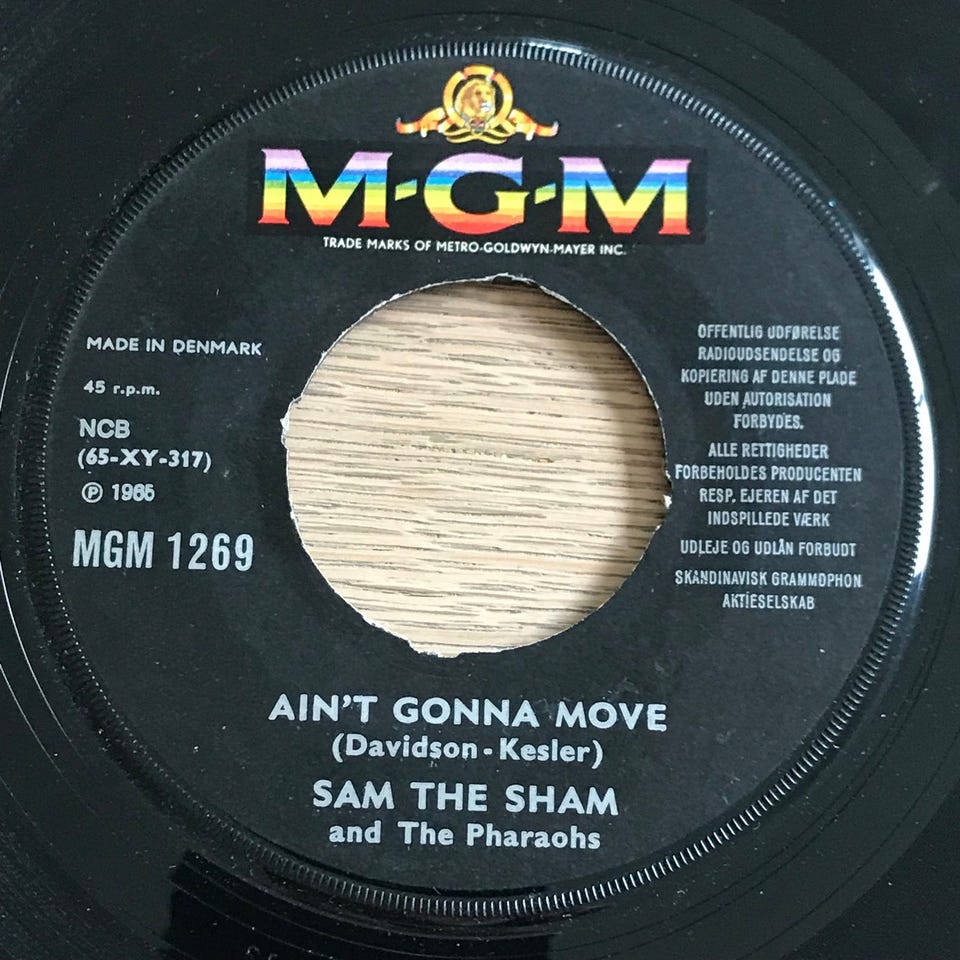 M-G-M
TRADE MARKS OF METRO-GOLDWYN-MAYER INC.
MADE IN DENMARK
45 r.p.m.
NCB
(65-XY-317)
℗ 1965
MGM 1269
OFFENTLIG UDFØRELSE
RADIOUDSENDELSE OG
KOPIERING AF DENNE PLADE
UDEN AUTORISATION
FORBYDES.
ALLE RETTIGHEDER
FORBEHOLDES PRODUCENTEN
RESP. EJEREN AF DET
INDSPILLEDE VÆRK
UDLEJE OG UDLÅN FORBUDT
SKANDINAVISK GRAMMOPHON
AKTIESELSKAB
AIN'T GONNA MOVE
(Davidson - Kesler)
SAM THE SHAM
and The Pharaohs